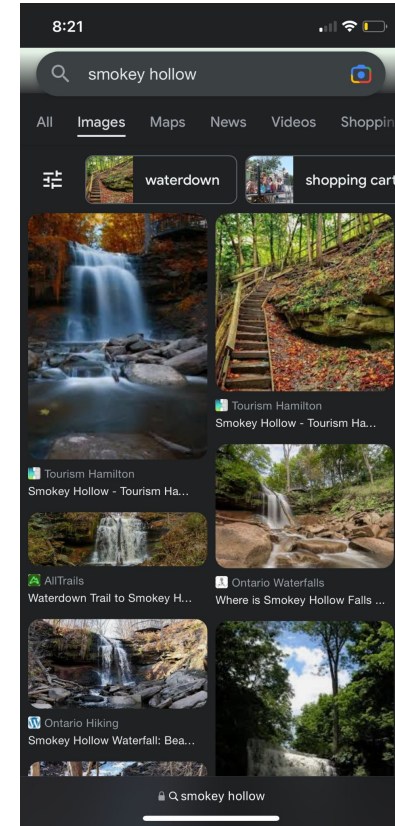 8:21
smokey hollow
All Images Maps News Videos Shoppin
waterdown shopping cart
Tourism Hamilton
Smokey Hollow - Tourism Ha...
Tourism Hamilton
Smokey Hollow - Tourism Ha...
AllTrails
Waterdown Trail to Smokey H...
Ontario Waterfalls
Where is Smokey Hollow Falls ...
Ontario Hiking
Smokey Hollow Waterfall: Bea...
smokey hollow